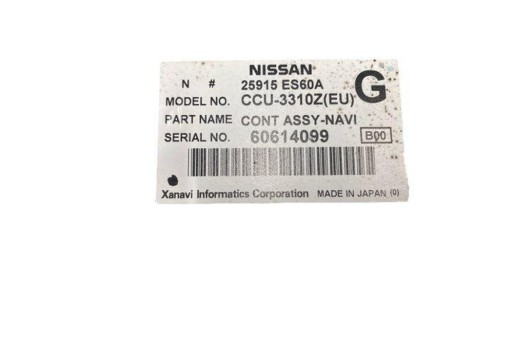 NISSAN
N # 25915 ES60A G
MODEL NO. CCU-3310Z(EU)
PART NAME CONT ASSY-NAVI
SERIAL NO. 60614099 B00
Xanavi Informatics Corporation MADE IN JAPAN (0)